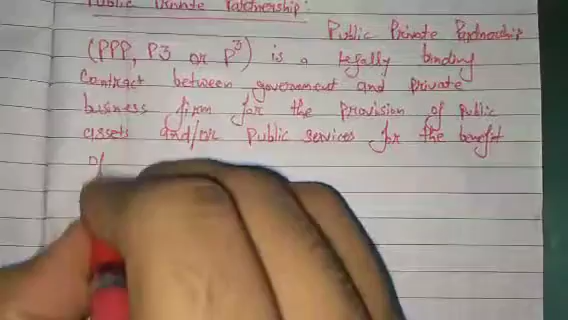 Public Private Partnership:
Public Private Partnership
(PPP, P3 or P³) is a legally binding
Contract between government and private
business firm for the provision of public
assets and/or public services for the benefit
of